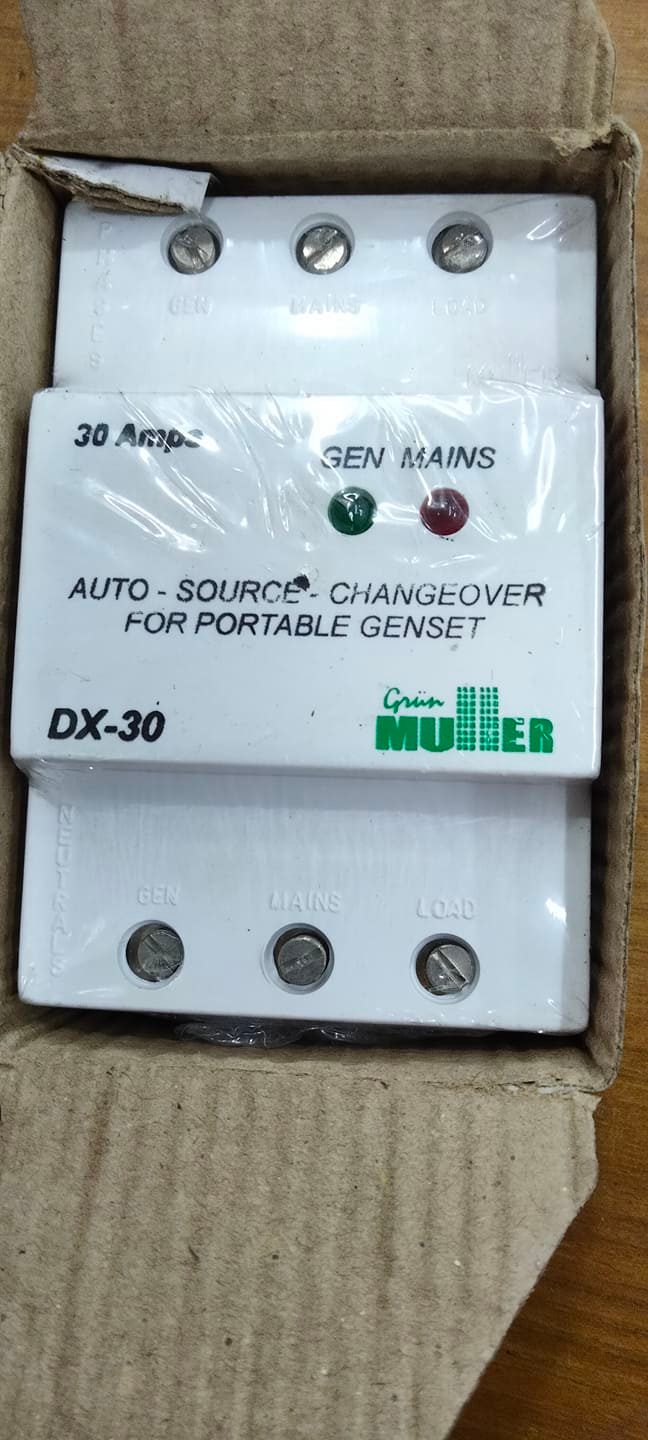 PHASES
GEN MAINS LOAD
30 Amps
GEN MAINS
AUTO - SOURCE - CHANGEOVER
FOR PORTABLE GENSET
DX-30
Grün
MULLER
NEUTRALS
GEN MAINS LOAD